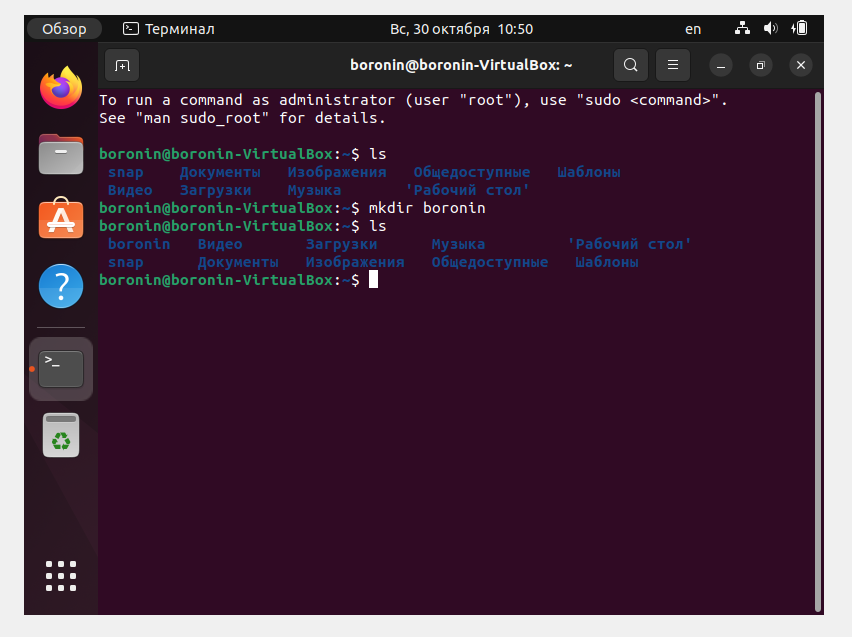 Обзор Терминал Вс, 30 октября 10:50 en
boronin@boronin-VirtualBox: ~
To run a command as administrator (user "root"), use "sudo <command>".
See "man sudo_root" for details.
boronin@boronin-VirtualBox:~$ ls
snap Документы Изображения Общедоступные Шаблоны
Видео Загрузки Музыка 'Рабочий стол'
boronin@boronin-VirtualBox:~$ mkdir boronin
boronin@boronin-VirtualBox:~$ ls
boronin Видео Загрузки Музыка 'Рабочий стол'
snap Документы Изображения Общедоступные Шаблоны
boronin@boronin-VirtualBox:~$